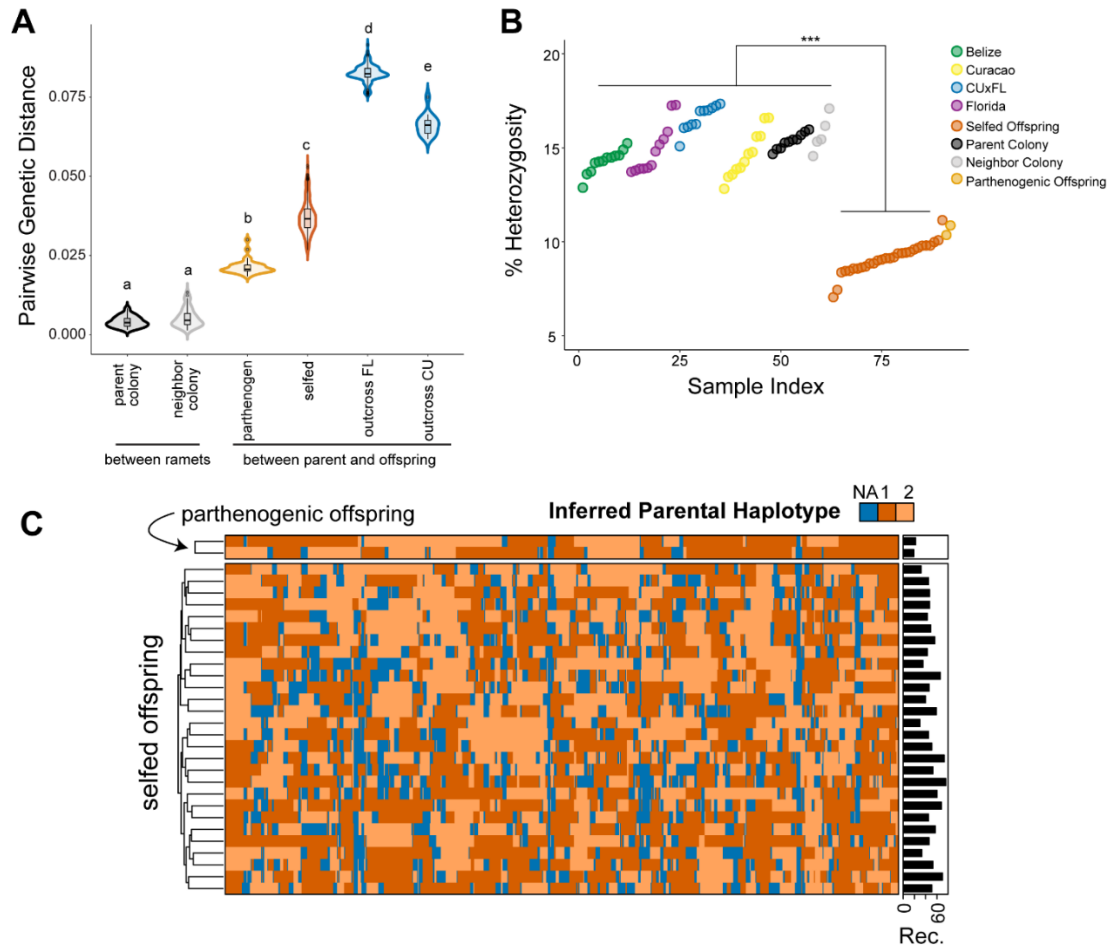 A
Pairwise Genetic Distance
0.075
0.050
0.025
0.000
a
a
b
c
d
e
parent
colony
neighbor
colony
parthenogen
selfed
outcross FL
outcross CU
between ramets
between parent and offspring
B
% Heterozygosity
20
15
10
5
***
0
25
50
75
Sample Index
Belize
Curacao
CUxFL
Florida
Selfed Offspring
Parent Colony
Neighbor Colony
Parthenogenic Offspring
C
parthenogenic offspring
Inferred Parental Haplotype
NA 1 2
selfed offspring
0
60
Rec.